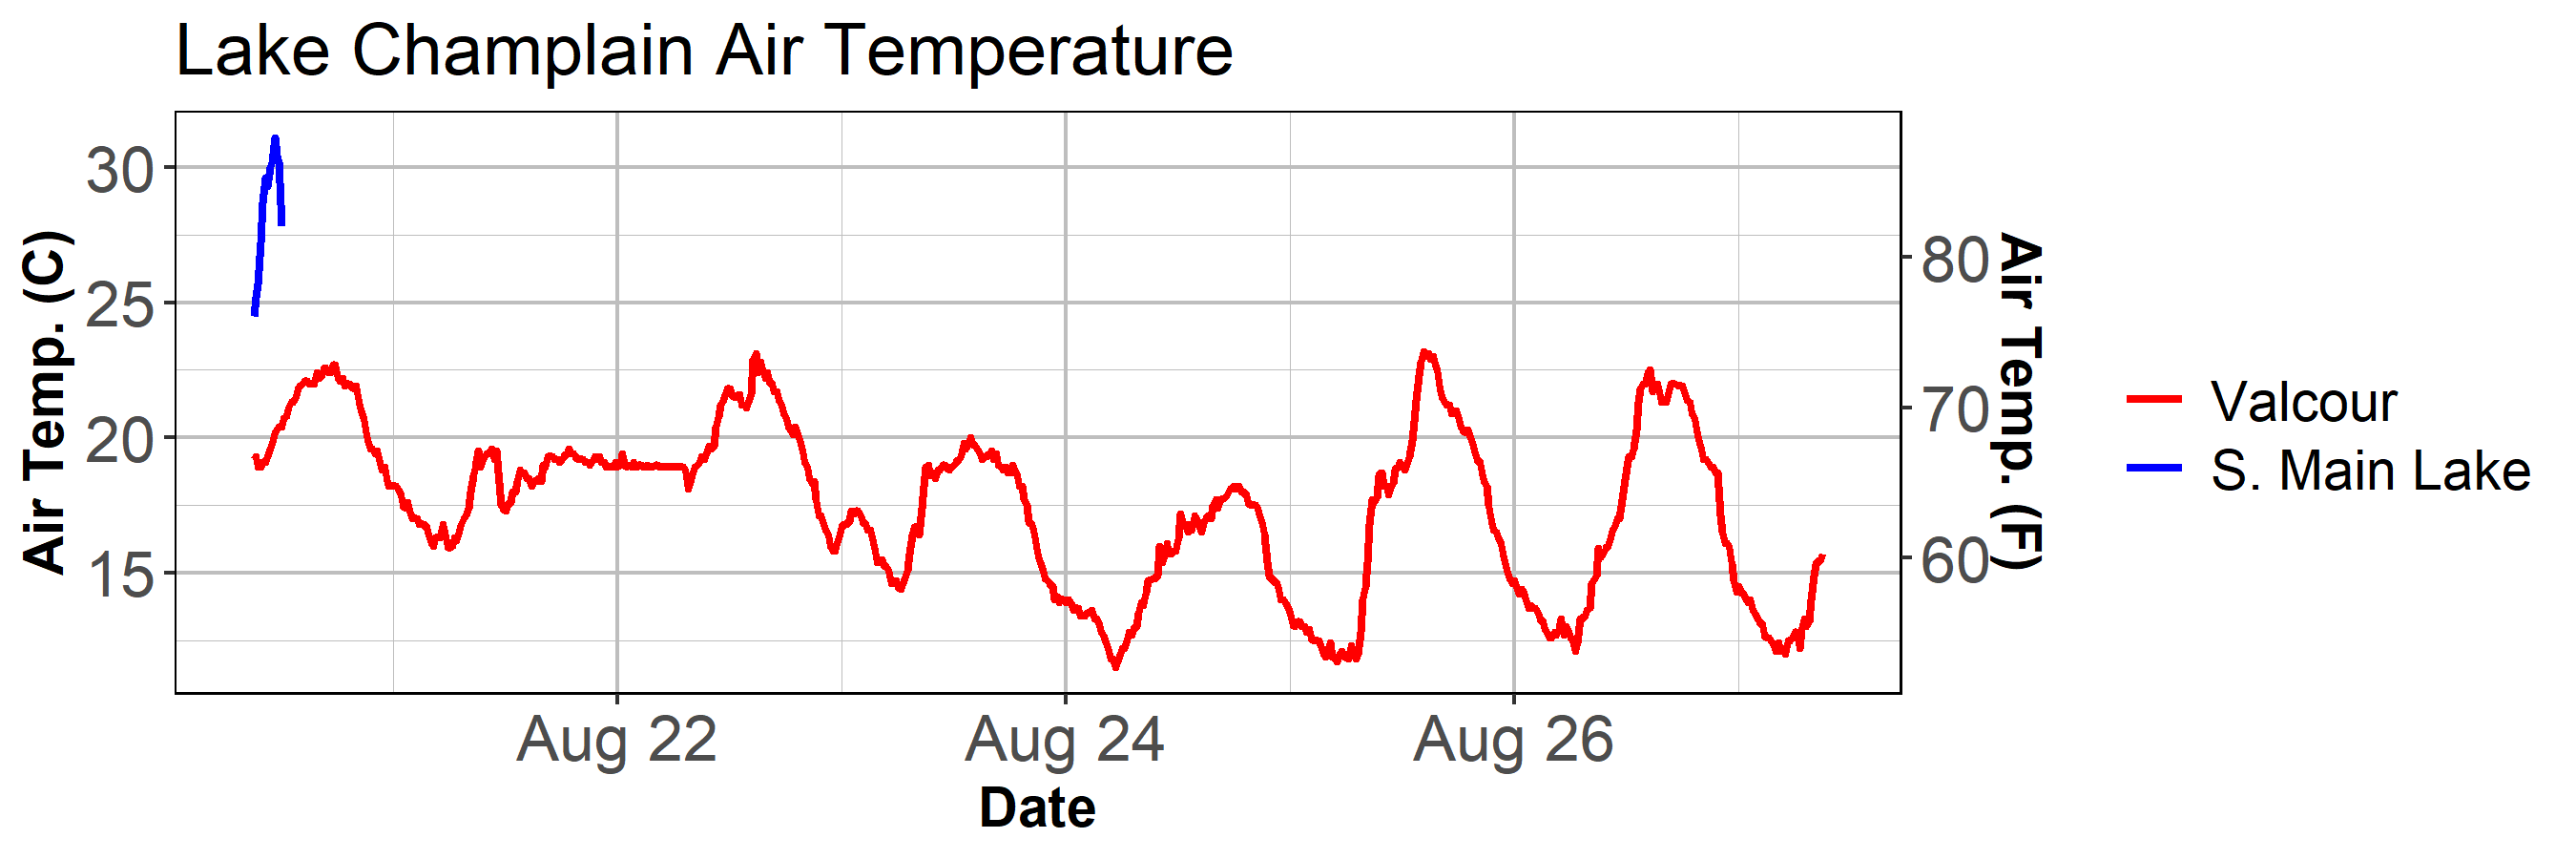 Lake Champlain Air Temperature
Air Temp. (C)
30
25
20
15
80
70
60
Air Temp. (F)
Aug 22
Aug 24
Aug 26
Date
Valcour
S. Main Lake